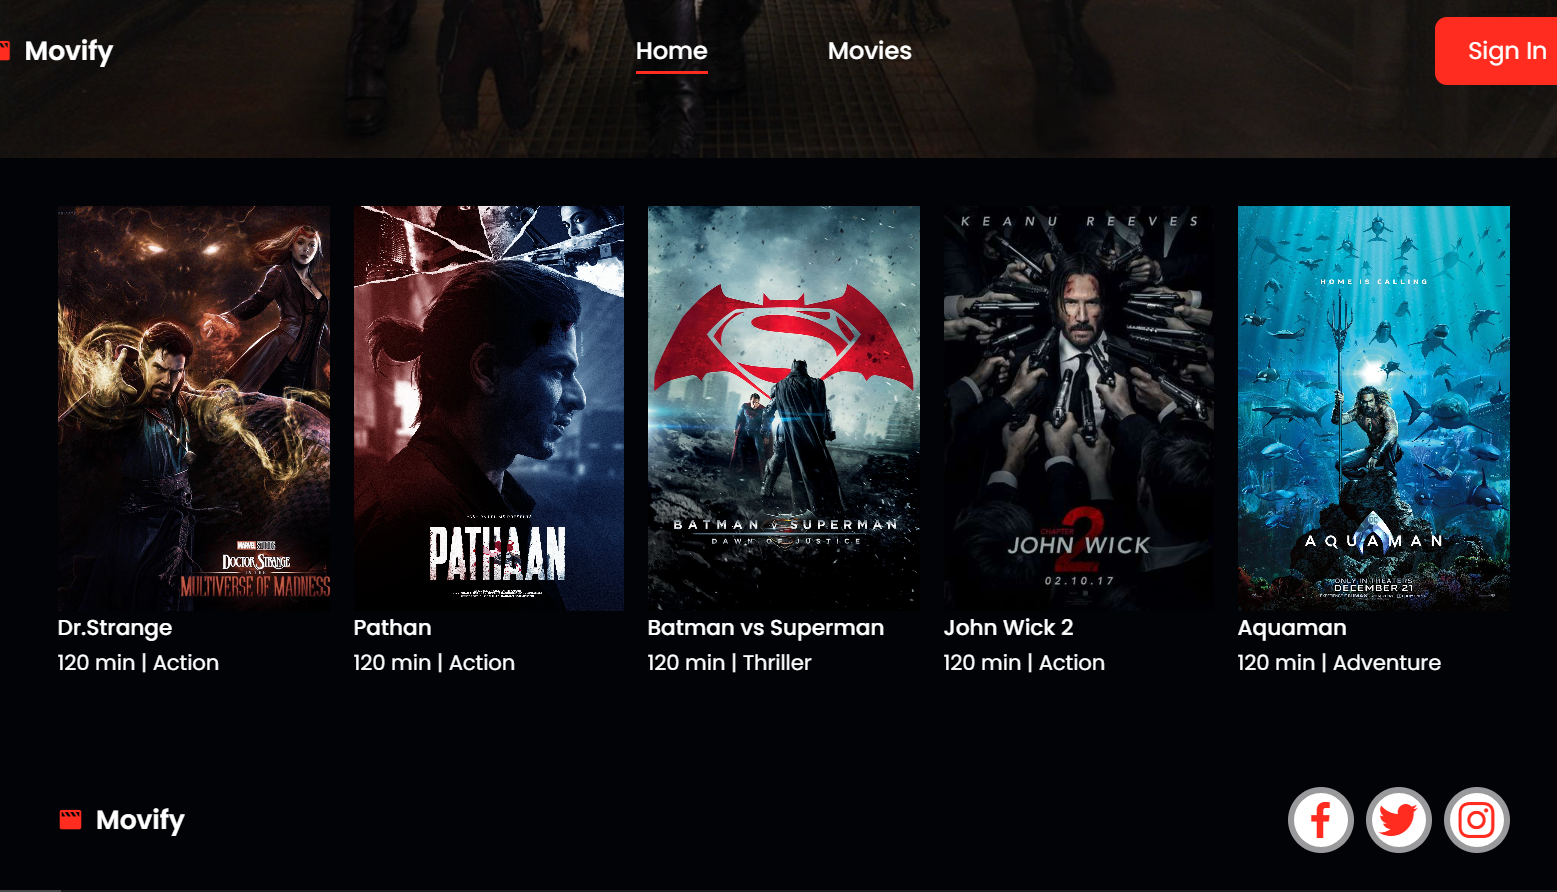 Movify
Home
Movies
Sign In
MARVEL STUDIOS
DOCTOR STRANGE
IN THE
MULTIVERSE OF MADNESS
PATHAAN
BATMAN v SUPERMAN
DAWN OF JUSTICE
KEANU REEVES
CHAPTER
2
JOHN WICK
02.10.17
HOME IS CALLING
AQUAMAN
ONLY IN THEATERS
DECEMBER 21
Dr.Strange
120 min | Action
Pathan
120 min | Action
Batman vs Superman
120 min | Thriller
John Wick 2
120 min | Action
Aquaman
120 min | Adventure
Movify